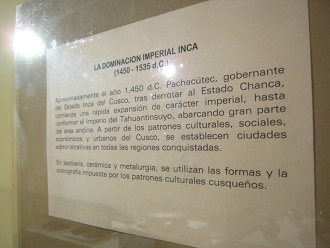 LA DOMINACION IMPERIAL INCA
(1450 - 1535 d.C.)
Aproximadamente el año 1,450 d.C. Pachacútec, gobernante
del Estado Inca del Cusco, tras derrotar al Estado Chanca,
comienza una rápida expansión de carácter imperial, hasta
conformar el Imperio del Tahuantinsuyo, abarcando gran parte
del área andina. A partir de los patrones culturales, sociales,
económicos y urbanos del Cusco, se establecen ciudades
administrativas en todas las regiones conquistadas.
En textilería, cerámica y metalurgia, se utilizan las formas y la
iconografía impuesta por los patrones culturales cusqueños.